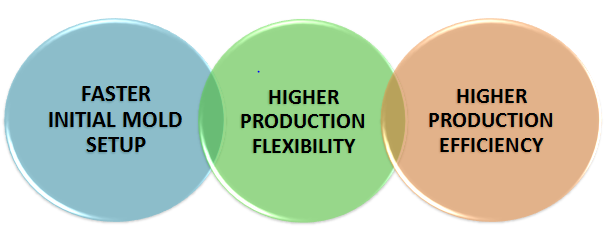 FASTER
INITIAL MOLD
SETUP
HIGHER
PRODUCTION
FLEXIBILITY
HIGHER
PRODUCTION
EFFICIENCY